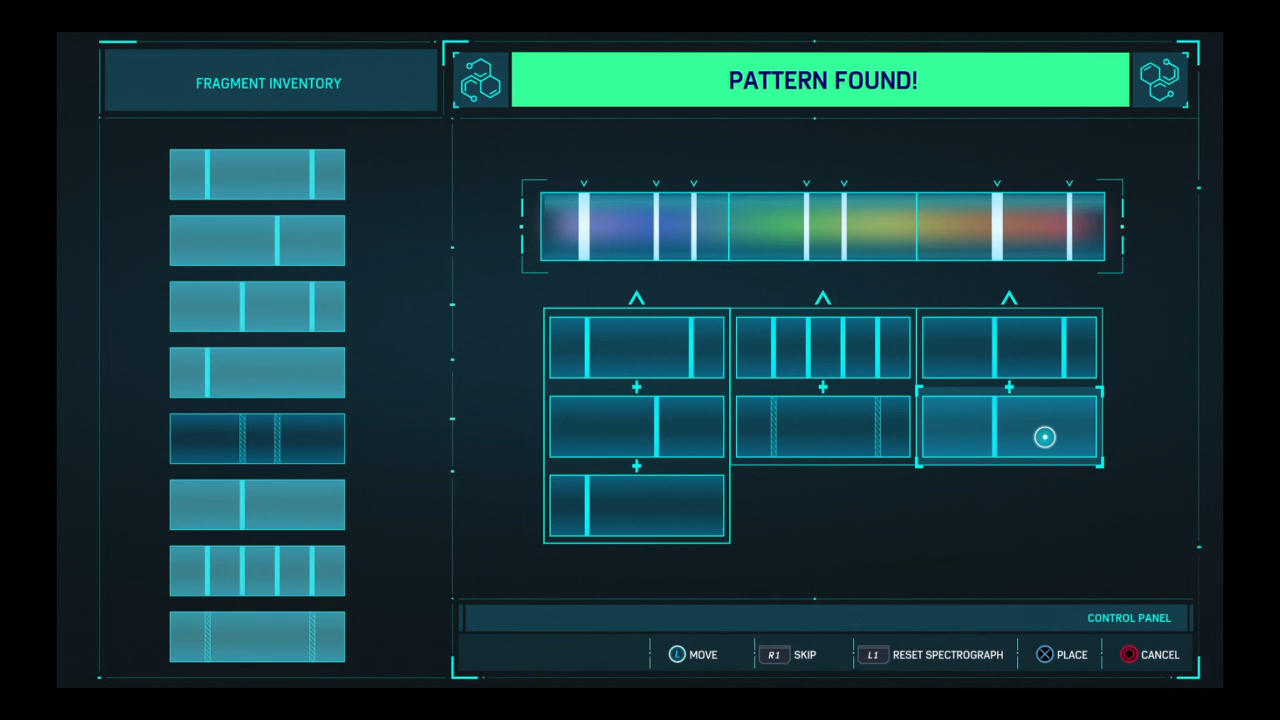 FRAGMENT INVENTORY
PATTERN FOUND!
CONTROL PANEL
L MOVE
R1 SKIP
L1 RESET SPECTROGRAPH
PLACE
CANCEL